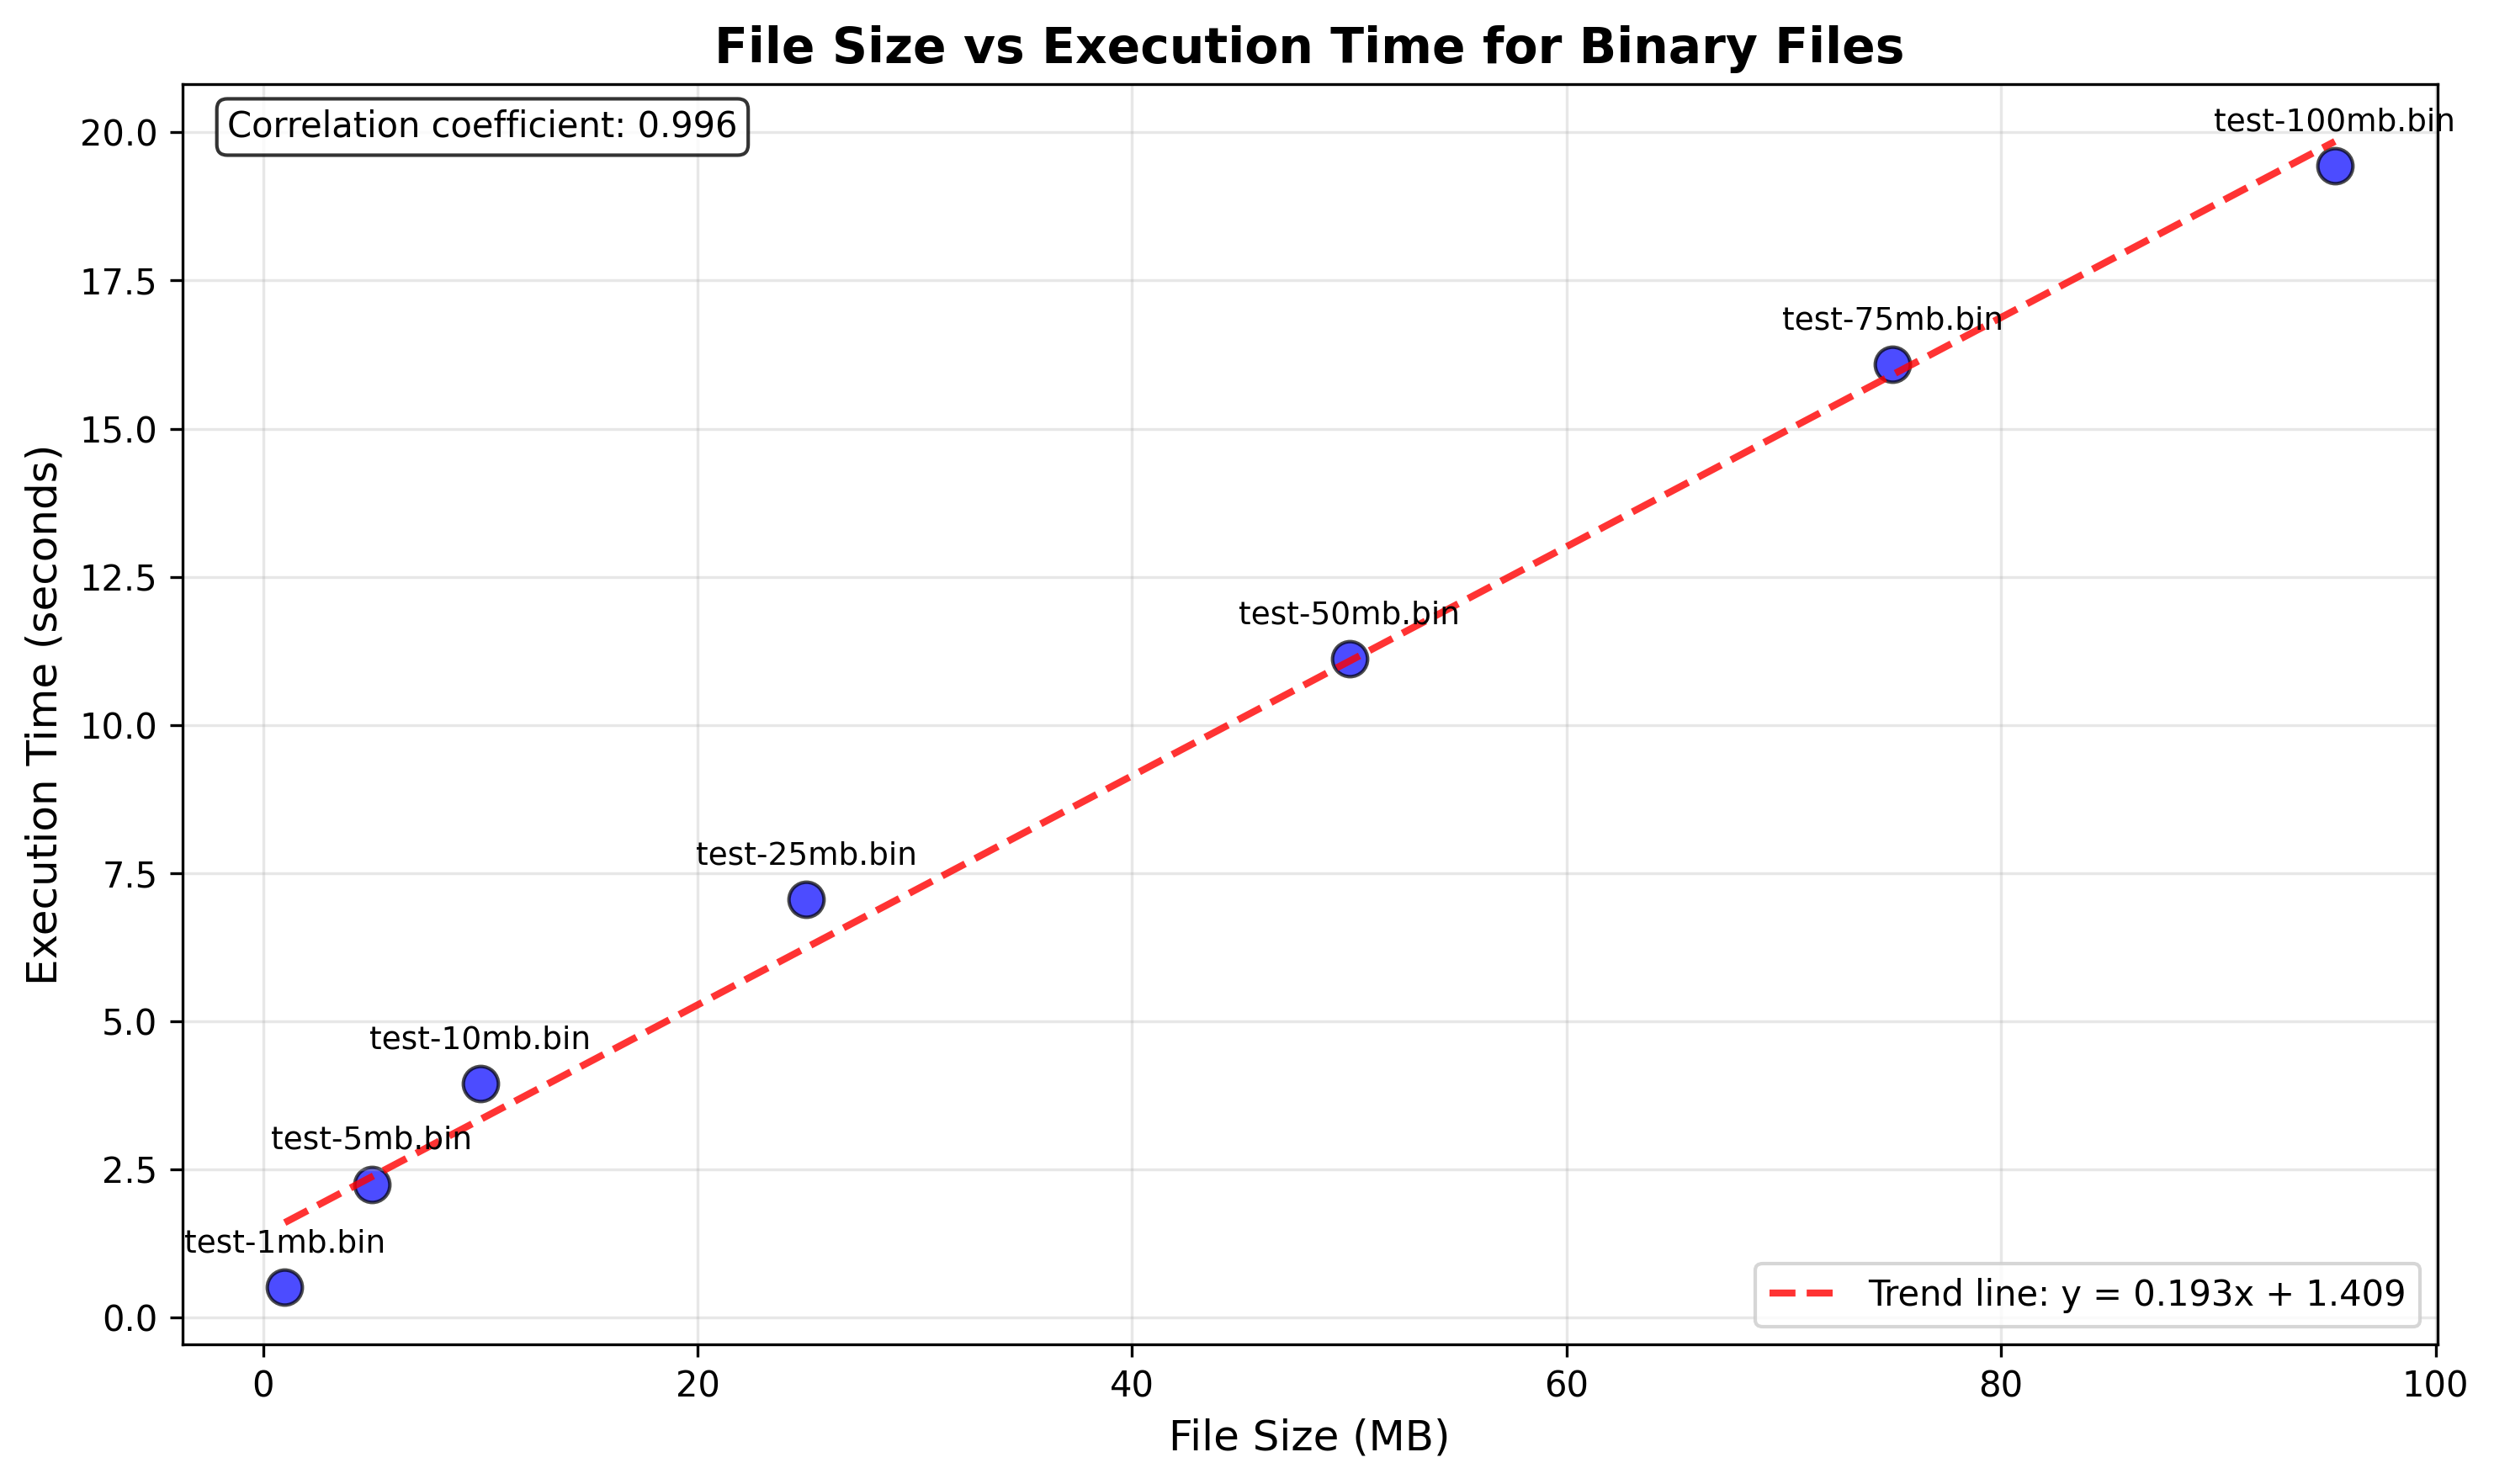 File Size vs Execution Time for Binary Files
Correlation coefficient: 0.996
test-100mb.bin
20.0
17.5
test-75mb.bin
15.0
12.5
test-50mb.bin
10.0
test-25mb.bin
7.5
5.0
test-10mb.bin
test-5mb.bin
2.5
test-1mb.bin
0.0
Trend line: y = 0.193x + 1.409
Execution Time (seconds)
0 20 40 60 80 100
File Size (MB)